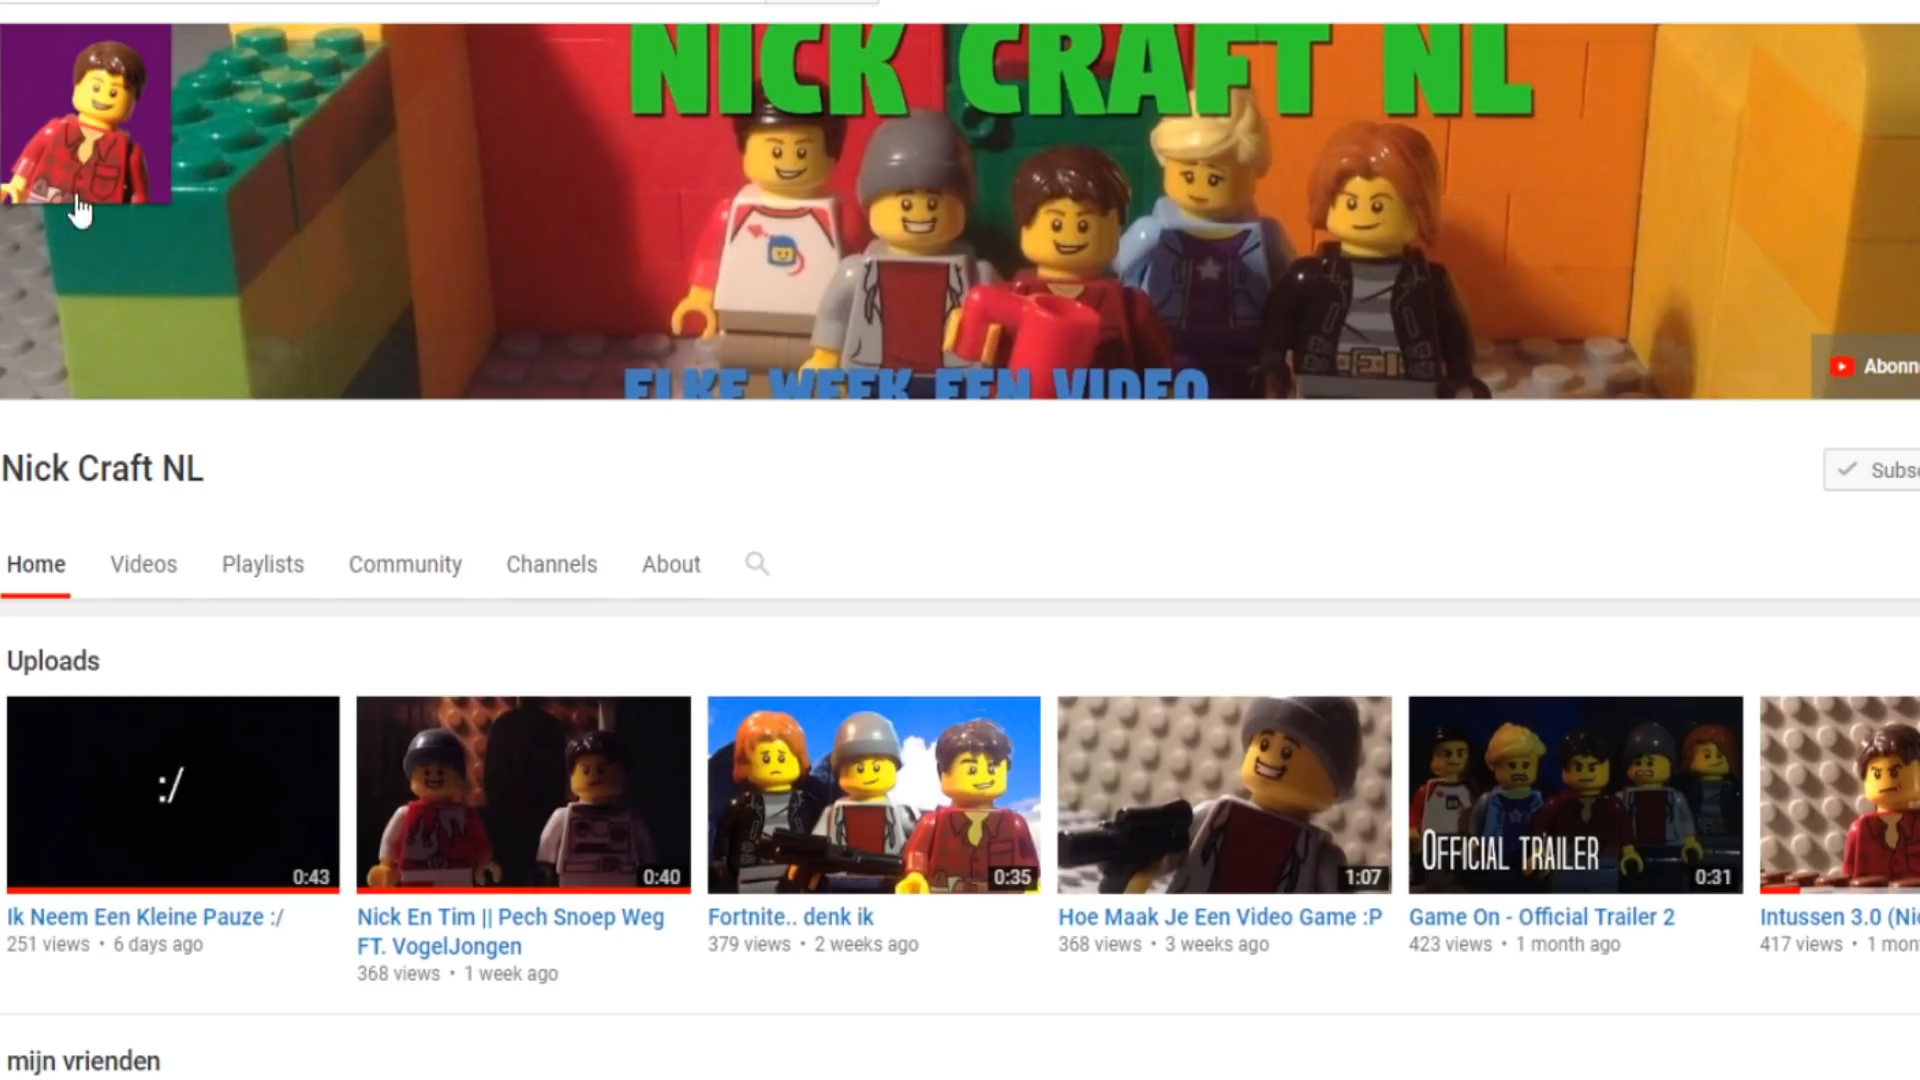 NICK CRAFT NL
ELKE WEEK EEN VIDEO
Nick Craft NL
Home Videos Playlists Community Channels About
Uploads
:/
0:43
0:40
0:35
1:07
OFFICIAL TRAILER
0:31
Ik Neem Een Kleine Pauze :/
251 views • 6 days ago
Nick En Tim || Pech Snoep Weg
FT. VogelJongen
368 views • 1 week ago
Fortnite.. denk ik
379 views • 2 weeks ago
Hoe Maak Je Een Video Game :P
368 views • 3 weeks ago
Game On - Official Trailer 2
423 views • 1 month ago
Intussen 3.0
417 views • 1
mijn vrienden